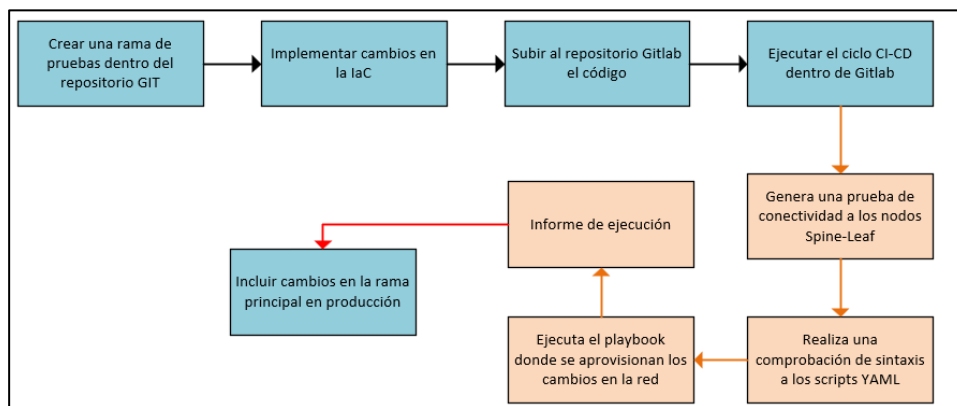 Crear una rama de
pruebas dentro del
repositorio GIT
Implementar cambios en
la IaC
Subir al repositorio Gitlab
el código
Ejecutar el ciclo CI-CD
dentro de Gitlab
Genera una prueba de
conectividad a los nodos
Spine-Leaf
Realiza una
comprobación de sintaxis
a los scripts YAML
Ejecuta el playbook
donde se aprovisionan los
cambios en la red
Informe de ejecución
Incluir cambios en la rama
principal en producción